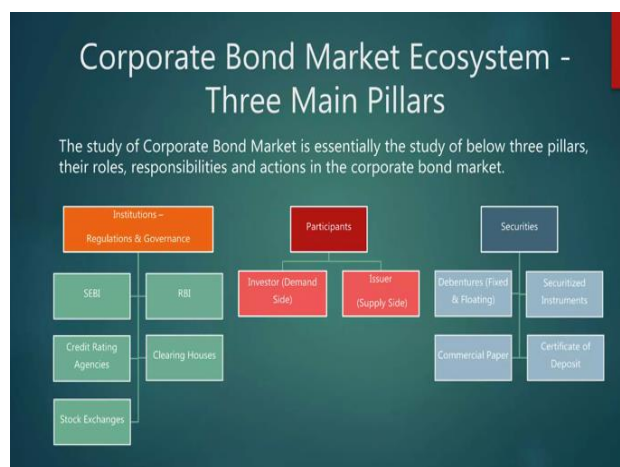 Corporate Bond Market Ecosystem -
Three Main Pillars
The study of Corporate Bond Market is essentially the study of below three pillars,
their roles, responsibilities and actions in the corporate bond market.
Institutions –
Regulations & Governance
SEBI
RBI
Credit Rating
Agencies
Clearing Houses
Stock Exchanges
Participants
Investor (Demand
Side)
Issuer
(Supply Side)
Securities
Debentures (Fixed
& Floating)
Securitized
Instruments
Commercial Paper
Certificate of
Deposit